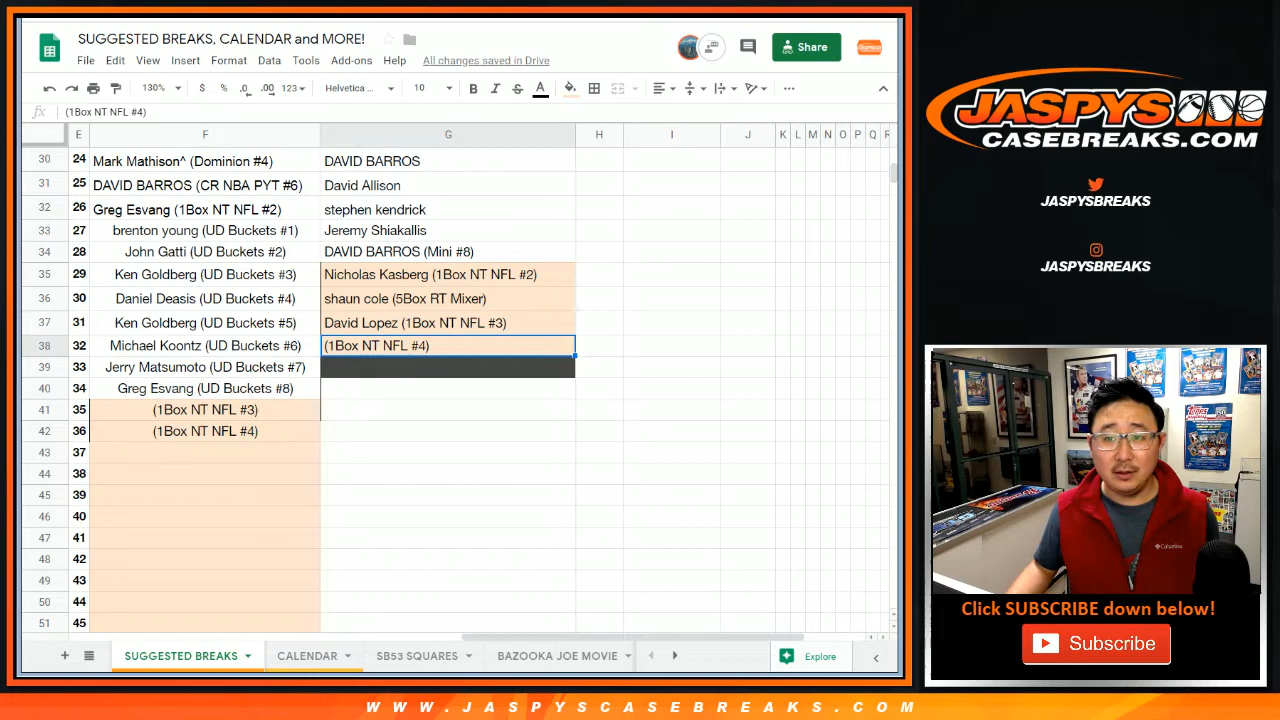 SUGGESTED BREAKS, CALENDAR and MORE!
File Edit View Insert Format Data Tools Add-ons Help All changes saved in Drive
Share
130% $ % .0 .00 123 Helvetica ... 10 B I S A
fx (1Box NT NFL #4)
E F G H I J K L M N O P Q R
30 24 Mark Mathison^ (Dominion #4) DAVID BARROS
31 25 DAVID BARROS (CR NBA PYT #6) David Allison
32 26 Greg Esvang (1Box NT NFL #2) stephen kendrick
33 27 brenton young (UD Buckets #1) Jeremy Shiakallis
34 28 John Gatti (UD Buckets #2) DAVID BARROS (Mini #8)
35 29 Ken Goldberg (UD Buckets #3) Nicholas Kasberg (1Box NT NFL #2)
36 30 Daniel Deasis (UD Buckets #4) shaun cole (5Box RT Mixer)
37 31 Ken Goldberg (UD Buckets #5) David Lopez (1Box NT NFL #3)
38 32 Michael Koontz (UD Buckets #6) (1Box NT NFL #4)
39 33 Jerry Matsumoto (UD Buckets #7)
40 34 Greg Esvang (UD Buckets #8)
41 35 (1Box NT NFL #3)
42 36 (1Box NT NFL #4)
43 37
44 38
45 39
46 40
47 41
48 42
49 43
50 44
51 45
SUGGESTED BREAKS CALENDAR SB53 SQUARES BAZOOKA JOE MOVIE Explore
JASPYS
CASEBREAKS.COM
JASPYSBREAKS
JASPYSBREAKS
Topps
Columbia
Click SUBSCRIBE down below!
Subscribe
WWW.JASPYSCASEBREAKS.COM